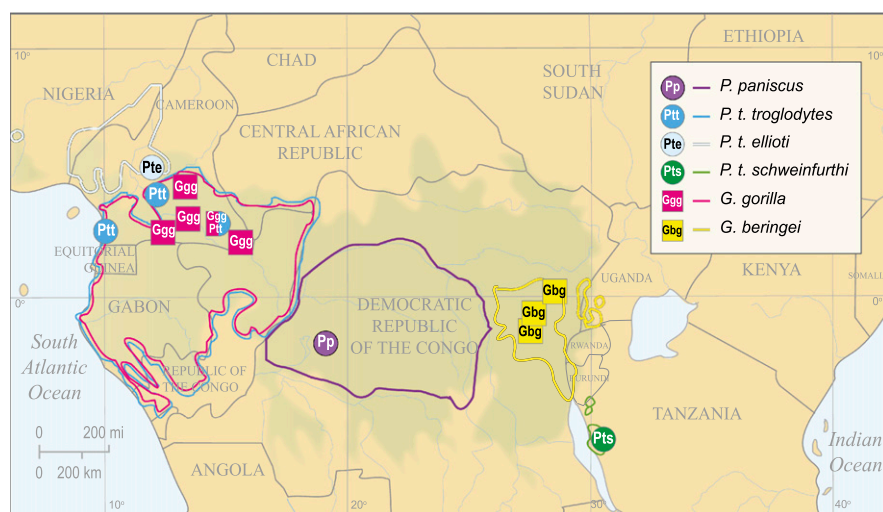 10°
10°
ETHIOPIA
CHAD
SOUTH
SUDAN
NIGERIA
CAMEROON
CENTRAL AFRICAN
REPUBLIC
Pp P. paniscus
Ptt P. t. troglodytes
Pte P. t. ellioti
Pts P. t. schweinfurthi
Ggg G. gorilla
Gbg G. beringei
Pte
Ptt
Ggg
Ptt
Ggg
Ggg
Ggg
Ptt
Ggg
EQUITORIAL
GUINEA
UGANDA
KENYA
SOMALI
0°
0°
GABON
DEMOCRATIC
REPUBLIC
OF THE CONGO
Gbg
Gbg
Gbg
Pp
RWANDA
BURUNDI
South
Atlantic
Ocean
REPUBLIC OF
THE CONGO
TANZANIA
Pts
Indian
Ocean
0 200 mi
0 200 km
ANGOLA
10°
20°
30°
40°